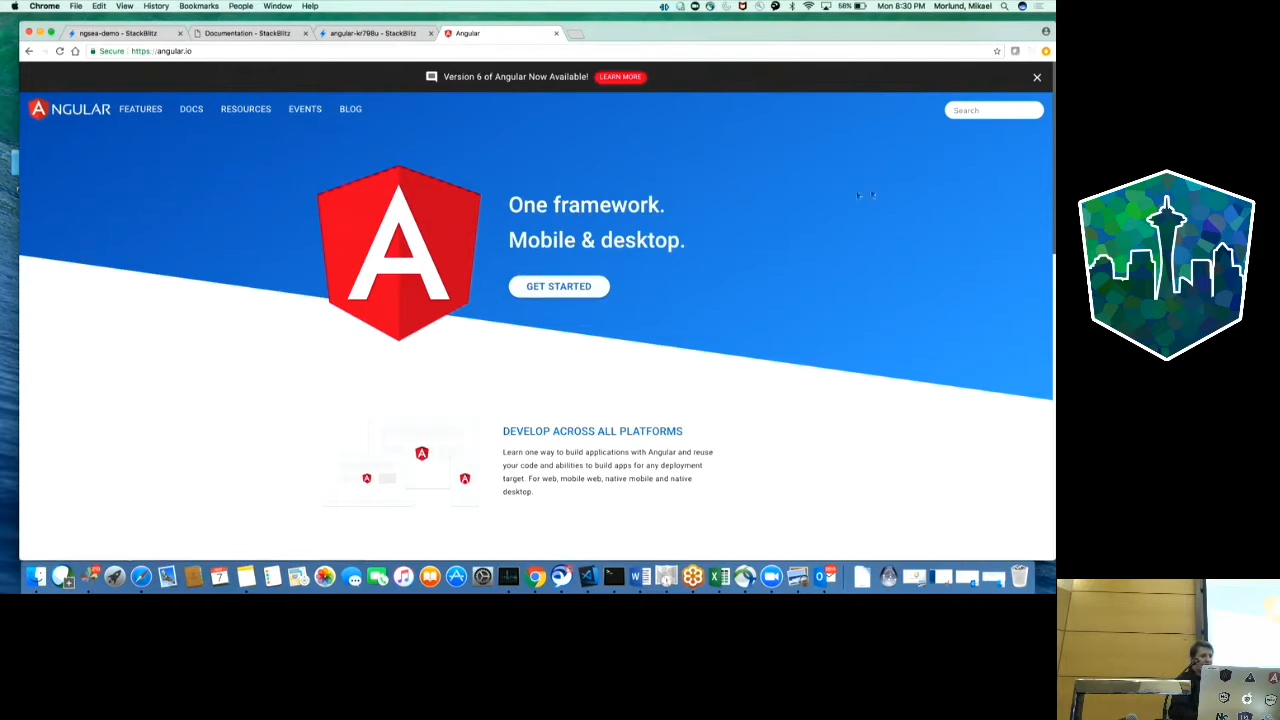 Chrome File Edit View History Bookmarks People Window Help 58% Mon 8:30 PM Morlund, Mikael
ngsea-demo - StackBlitz Documentation - StackBlitz angular-kr798u - StackBlitz Angular
Secure https://angular.io
Version 6 of Angular Now Available! LEARN MORE
ANGULAR FEATURES DOCS RESOURCES EVENTS BLOG Search
One framework.
Mobile & desktop.
GET STARTED
DEVELOP ACROSS ALL PLATFORMS
Learn one way to build applications with Angular and reuse
your code and abilities to build apps for any deployment
target. For web, mobile web, native mobile and native
desktop.